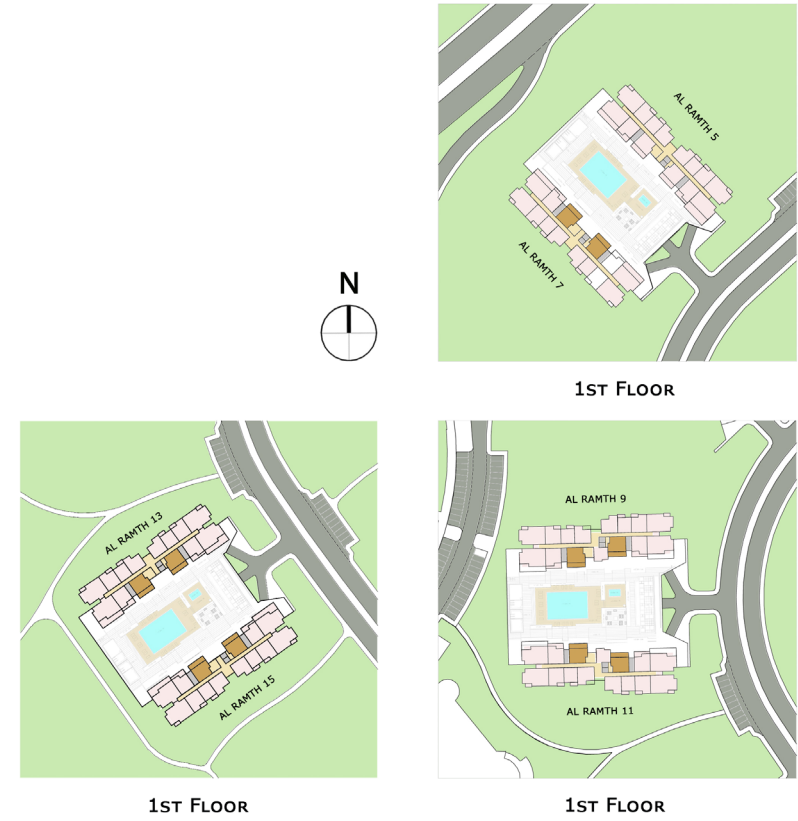 AL RAMTH 5
AL RAMTH 7
N
1ST FLOOR
AL RAMTH 13
AL RAMTH 15
1ST FLOOR
AL RAMTH 9
AL RAMTH 11
1ST FLOOR